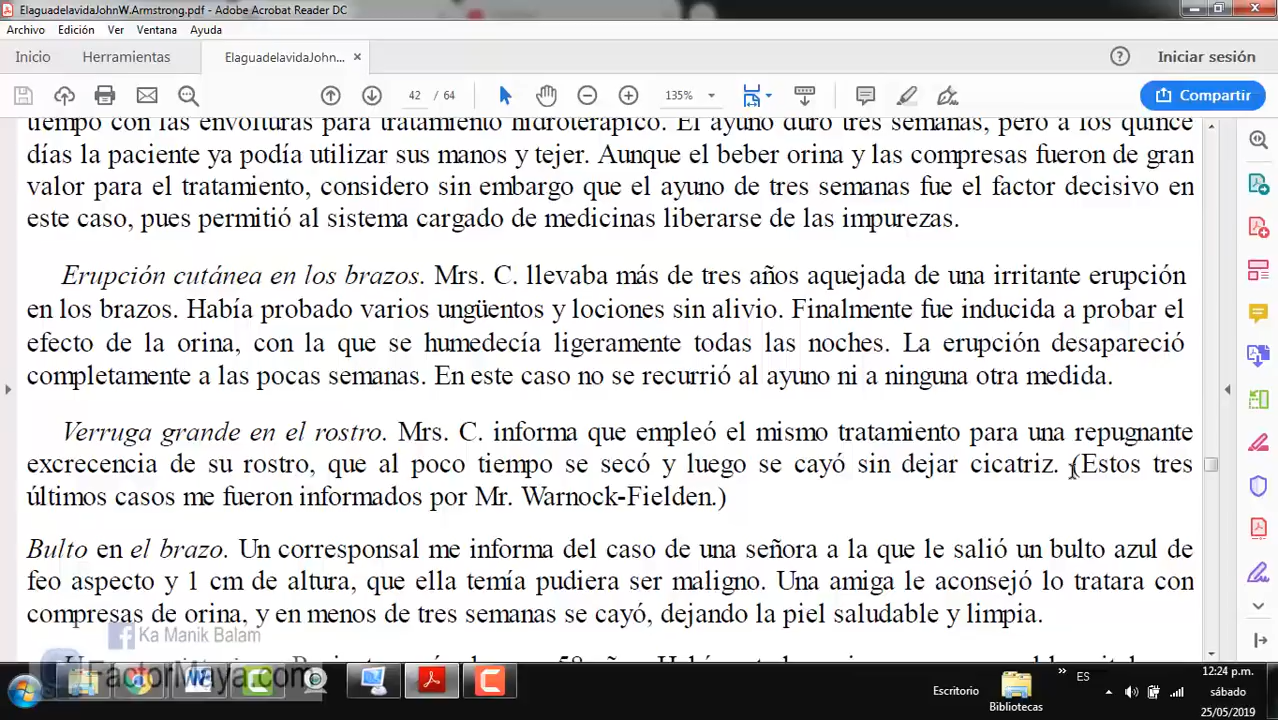 ElaguadelavidaJohnW.Armstrong.pdf - Adobe Acrobat Reader DC
Archivo Edición Ver Ventana Ayuda
Inicio Herramientas ElaguadelavidaJohn... × Iniciar sesión
42 / 64 135% Compartir
tiempo con las envolturas para tratamiento hidroterápico. El ayuno duró tres semanas, pero a los quince
días la paciente ya podía utilizar sus manos y tejer. Aunque el beber orina y las compresas fueron de gran
valor para el tratamiento, considero sin embargo que el ayuno de tres semanas fue el factor decisivo en
este caso, pues permitió al sistema cargado de medicinas liberarse de las impurezas.
Erupción cutánea en los brazos. Mrs. C. llevaba más de tres años aquejada de una irritante erupción
en los brazos. Había probado varios ungüentos y lociones sin alivio. Finalmente fue inducida a probar el
efecto de la orina, con la que se humedecía ligeramente todas las noches. La erupción desapareció
completamente a las pocas semanas. En este caso no se recurrió al ayuno ni a ninguna otra medida.
Verruga grande en el rostro. Mrs. C. informa que empleó el mismo tratamiento para una repugnante
excrecencia de su rostro, que al poco tiempo se secó y luego se cayó sin dejar cicatriz. (Estos tres
últimos casos me fueron informados por Mr. Warnock-Fielden.)
Bulto en el brazo. Un corresponsal me informa del caso de una señora a la que le salió un bulto azul de
feo aspecto y 1 cm de altura, que ella temía pudiera ser maligno. Una amiga le aconsejó lo tratara con
compresas de orina, y en menos de tres semanas se cayó, dejando la piel saludable y limpia.
Ka Manik Balam
FactorMaya.com
ES
12:24 p.m.
Escritorio
sábado
Bibliotecas
25/05/2019